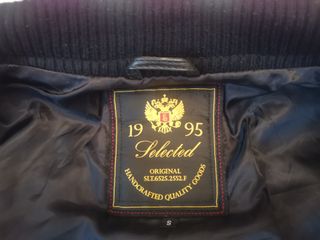 19 95
Selected
ORIGINAL
SLT.6525.2552.F
HANDCRAFTED QUALITY GOODS
S